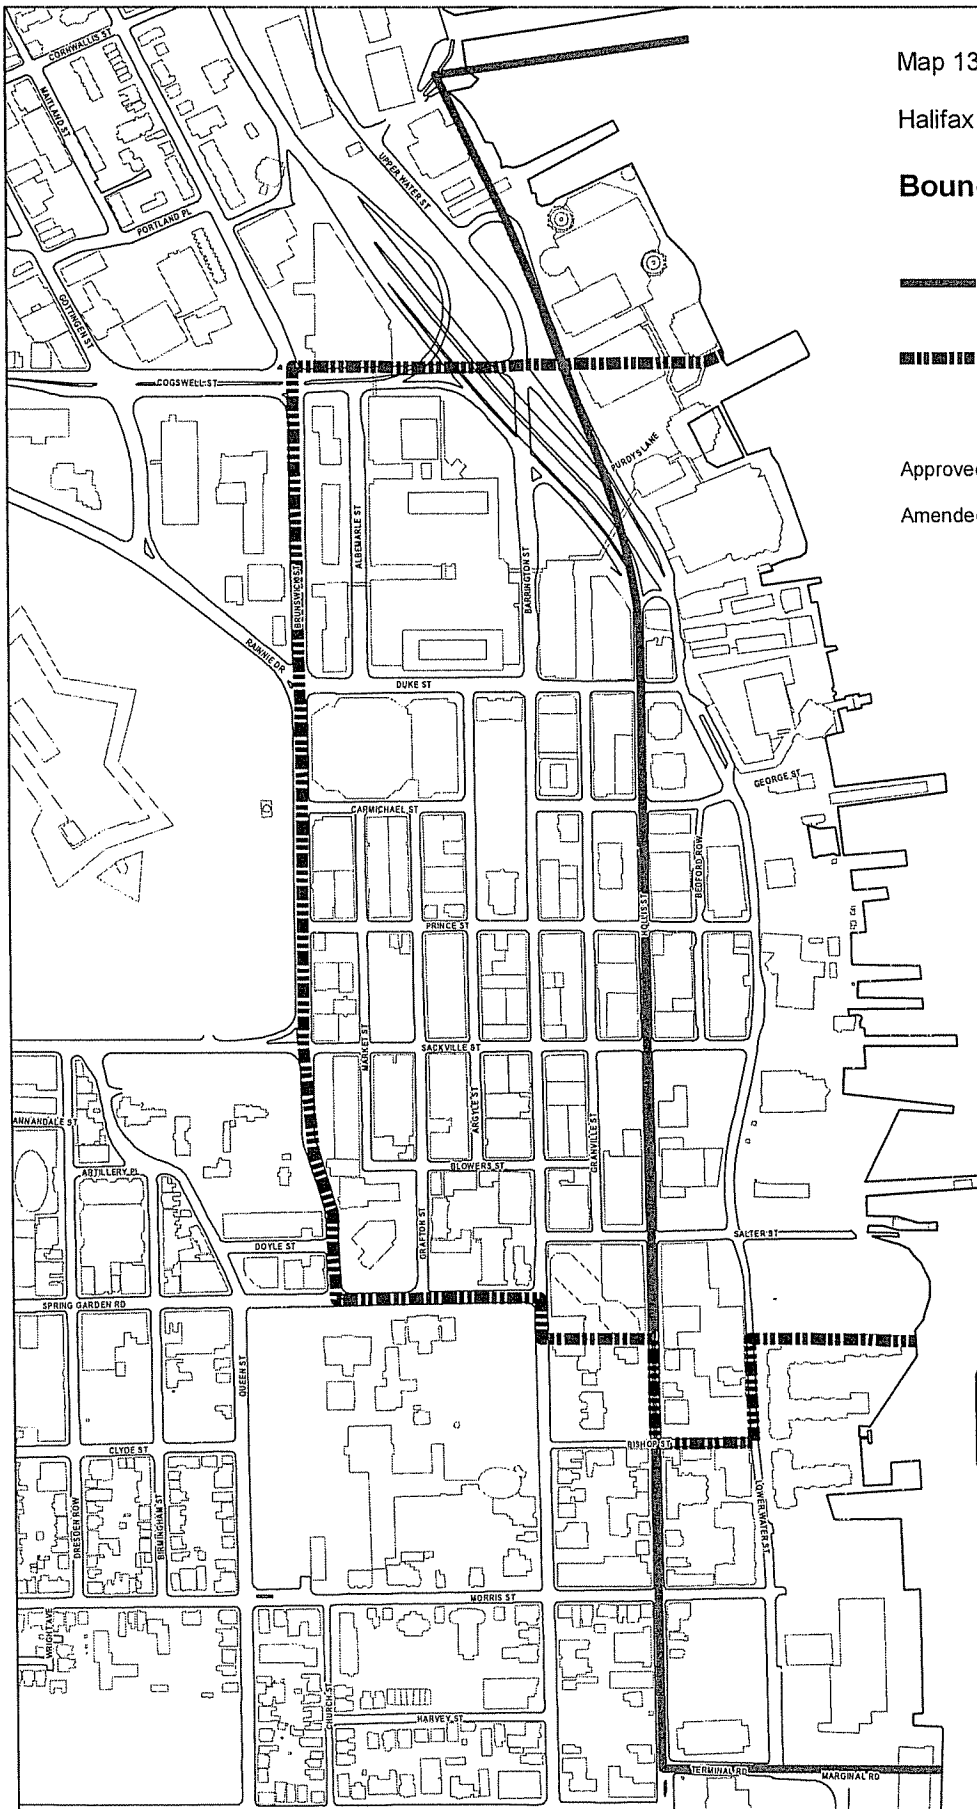 Map 13
Halifax
Boun
Approve
Amende
CORNWALLIS ST
MAITLAND ST
UPPER WATER ST
PORTLAND PL
GOTTINGEN ST
COGSWELL ST
PURDY'S LANE
ALBEMARLE ST
BARRINGTON ST
BRUNSWICK ST
RAINNIE DR
DUKE ST
GEORGE ST
CARMICHAEL ST
BEDFORD ROW
HOLLIS ST
PRINCE ST
MARKET ST
SACKVILLE ST
ARGYLE ST
GRANVILLE ST
ANNANDALE ST
ARTILLERY PL
BLOWERS ST
GRAFTON ST
DOYLE ST
SALTER ST
SPRING GARDEN RD
QUEEN ST
BISHOP ST
CLYDE ST
DRESDEN ROW
BIRMINGHAM ST
LOWER WATER ST
MORRIS ST
WRIGHT AVE
CHURCH ST
HARVEY ST
TERMINAL RD
MARGINAL RD